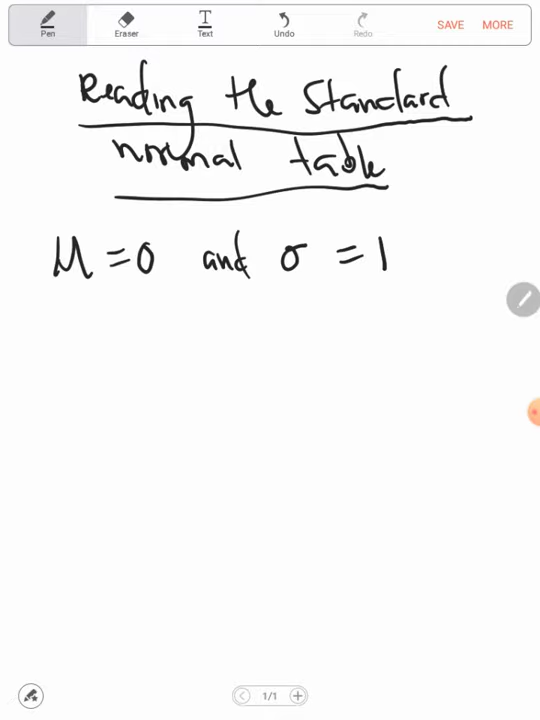 Pen Eraser Text Undo Redo SAVE MORE
Reading the Standard
normal table
μ = 0 and σ = 1
1/1